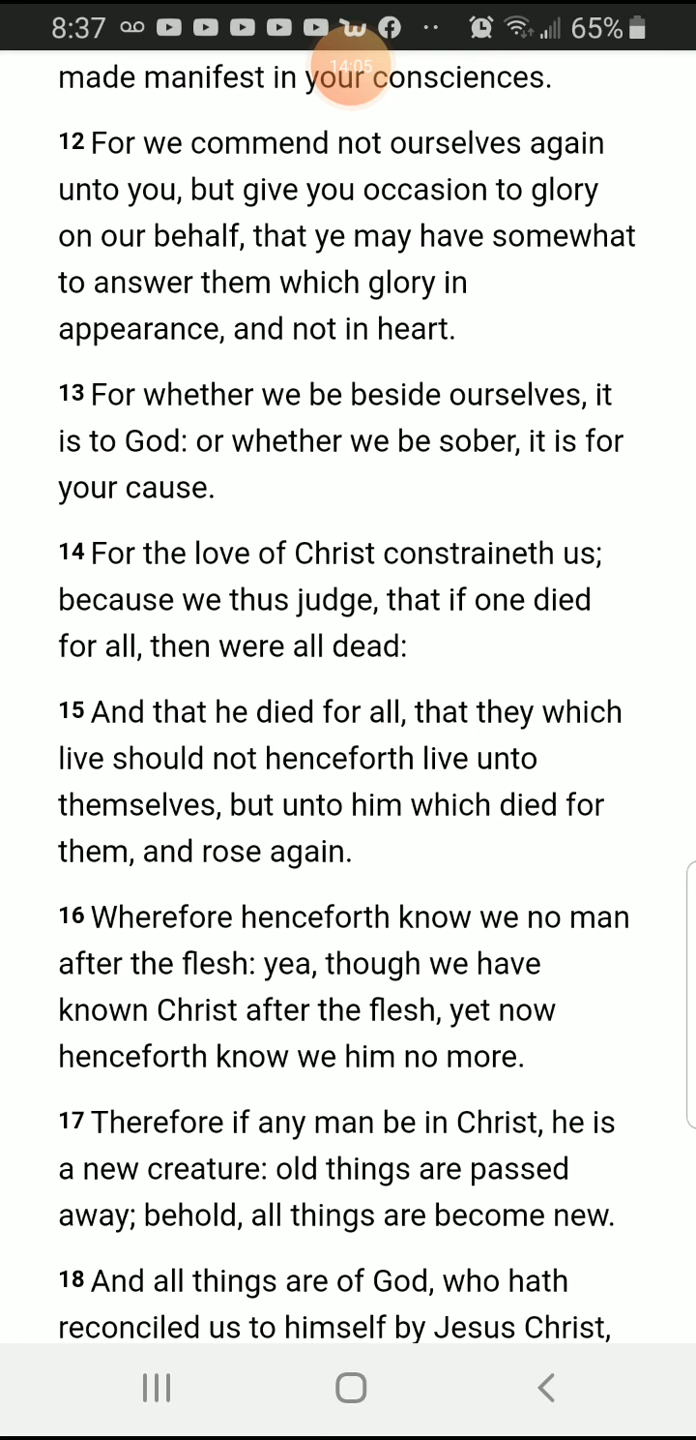 8:37
65%
14:05
made manifest in your consciences.
12 For we commend not ourselves again
unto you, but give you occasion to glory
on our behalf, that ye may have somewhat
to answer them which glory in
appearance, and not in heart.
13 For whether we be beside ourselves, it
is to God: or whether we be sober, it is for
your cause.
14 For the love of Christ constraineth us;
because we thus judge, that if one died
for all, then were all dead:
15 And that he died for all, that they which
live should not henceforth live unto
themselves, but unto him which died for
them, and rose again.
16 Wherefore henceforth know we no man
after the flesh: yea, though we have
known Christ after the flesh, yet now
henceforth know we him no more.
17 Therefore if any man be in Christ, he is
a new creature: old things are passed
away; behold, all things are become new.
18 And all things are of God, who hath
reconciled us to himself by Jesus Christ,